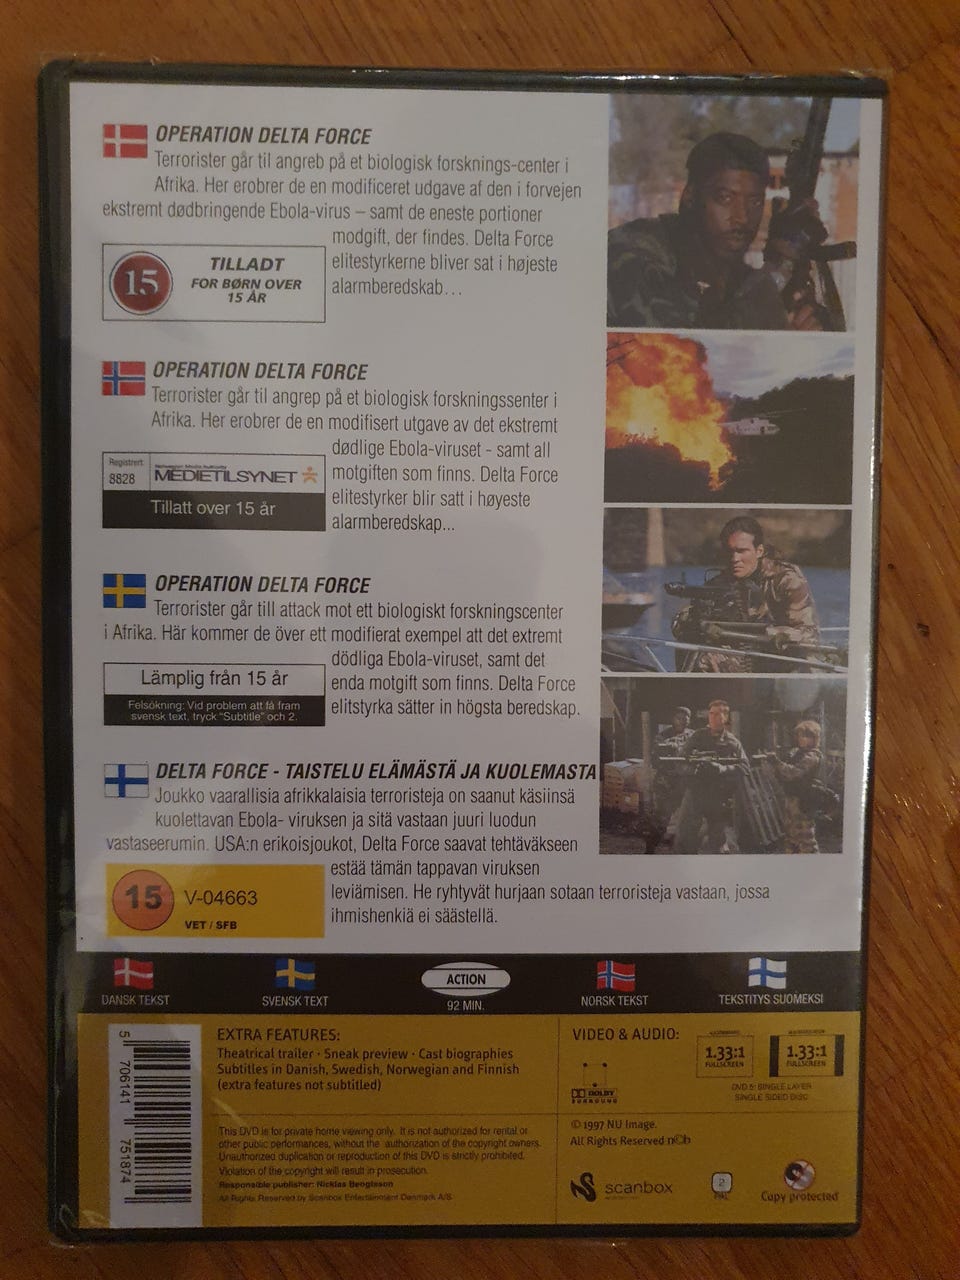 OPERATION DELTA FORCE
Terrorister går til angreb på et biologisk forsknings-center i
Afrika. Her erobrer de en modificeret udgave af den i forvejen
ekstremt dødbringende Ebola-virus – samt de eneste portioner
modgift, der findes. Delta Force
elitestyrkerne bliver sat i højeste
alarmberedskab...
15
TILLADT
FOR BØRN OVER
15 ÅR
OPERATION DELTA FORCE
Terrorister går til angrep på et biologisk forskningssenter i
Afrika. Her erobrer de en modifisert utgave av det ekstremt
dødlige Ebola-viruset - samt all
motgiften som finns. Delta Force
elitestyrker blir satt i høyeste
alarmberedskap...
Registrert
8828
Norwegian Media Authority
MEDIETILSYNET
Tillatt over 15 år
OPERATION DELTA FORCE
Terrorister går till attack mot ett biologiskt forskningscenter
i Afrika. Här kommer de över ett modifierat exempel att det extremt
dödliga Ebola-viruset, samt det
enda motgift som finns. Delta Force
elitstyrka sätter in högsta beredskap.
Lämplig från 15 år
Felsökning: Vid problem att få fram
svensk text, tryck "Subtitle" och 2.
DELTA FORCE - TAISTELU ELÄMÄSTÄ JA KUOLEMASTA
Joukko vaarallisia afrikkalaisia terroristeja on saanut käsiinsä
kuolettavan Ebola- viruksen ja sitä vastaan juuri luodun
vastaseerumin. USA:n erikoisjoukot, Delta Force saavat tehtäväkseen
estää tämän tappavan viruksen
leviämisen. He ryhtyvät hurjaan sotaan terroristeja vastaan, jossa
ihmishenkiä ei säästellä.
15
V-04663
VET / SFB
DANSK TEKST
SVENSK TEXT
ACTION
92 MIN.
NORSK TEKST
TEKSTITYS SUOMEKSI
5 706141 751874
EXTRA FEATURES:
Theatrical trailer · Sneak preview · Cast biographies
Subtitles in Danish, Swedish, Norwegian and Finnish
(extra features not subtitled)
This DVD is for private home viewing only. It is not authorized for rental or
other public performances, without the authorization of the copyright owners.
Unauthorized duplication or reproduction of this DVD is strictly prohibited.
Violation of the copyright will result in prosecution.
Responsible publisher: Nicklas Bengtsson
All Rights Reserved by Scanbox Entertainment Danmark A/S
VIDEO & AUDIO:
DOLBY
SURROUND
1.33:1
FULLSCREEN
1.33:1
FULLSCREEN
DVD 5: SINGLE LAYER
SINGLE SIDED DISC
© 1997 NU Image.
All Rights Reserved ncb
scanbox
2
PAL
Copy protected